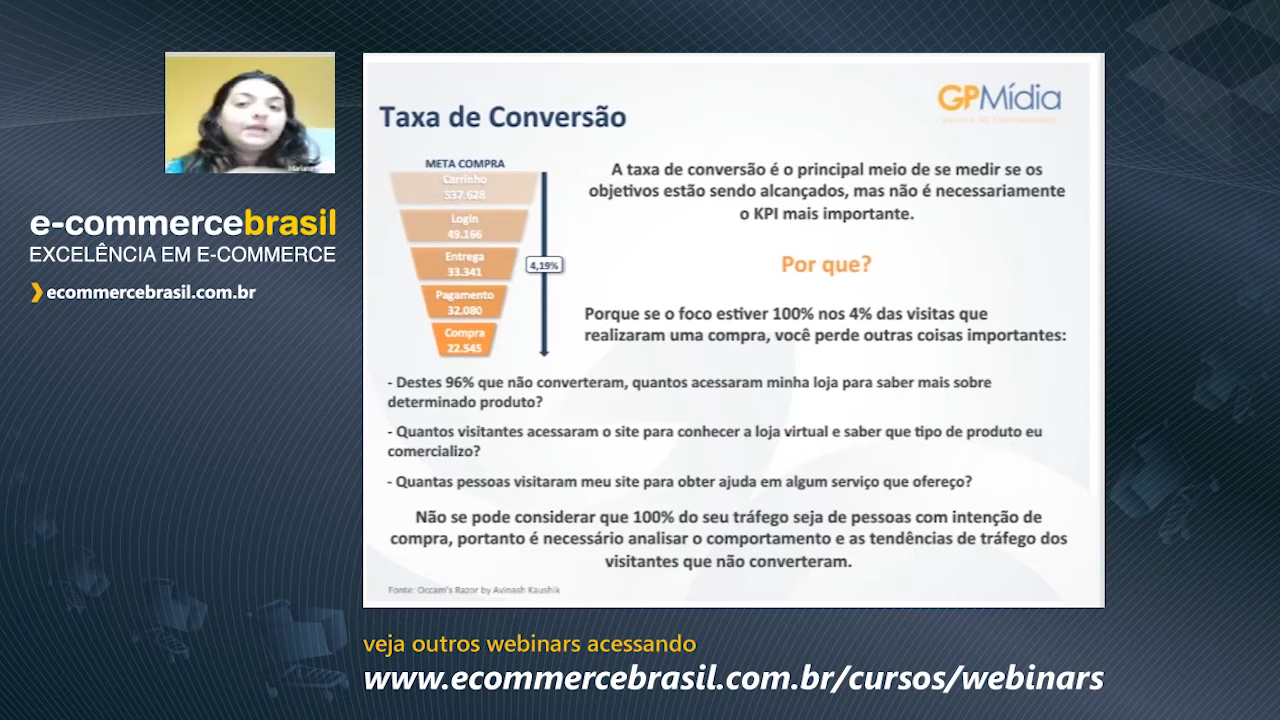 e-commercebrasil
EXCELÊNCIA EM E-COMMERCE
ecommercebrasil.com.br
GPMídia
Taxa de Conversão
META COMPRA
Carrinho
537.628
Login
49.166
Entrega
33.341
Pagamento
32.080
Compra
22.545
4,19%
A taxa de conversão é o principal meio de se medir se os
objetivos estão sendo alcançados, mas não é necessariamente
o KPI mais importante.
Por que?
Porque se o foco estiver 100% nos 4% das visitas que
realizaram uma compra, você perde outras coisas importantes:
- Destes 96% que não converteram, quantos acessaram minha loja para saber mais sobre
determinado produto?
- Quantos visitantes acessaram o site para conhecer a loja virtual e saber que tipo de produto eu
comercializo?
- Quantas pessoas visitaram meu site para obter ajuda em algum serviço que ofereço?
Não se pode considerar que 100% do seu tráfego seja de pessoas com intenção de
compra, portanto é necessário analisar o comportamento e as tendências de tráfego dos
visitantes que não converteram.
Fonte: Occam's Razor by Avinash Kaushik
veja outros webinars acessando
www.ecommercebrasil.com.br/cursos/webinars